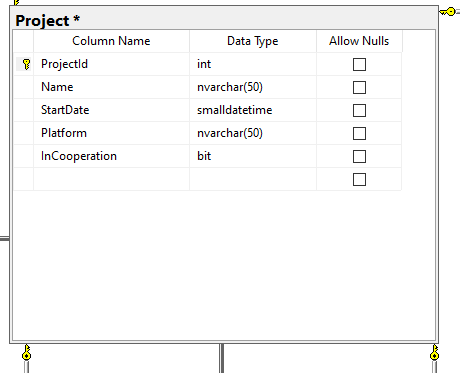 Project *
Column Name Data Type Allow Nulls
ProjectId int
Name nvarchar(50)
StartDate smalldatetime
Platform nvarchar(50)
InCooperation bit